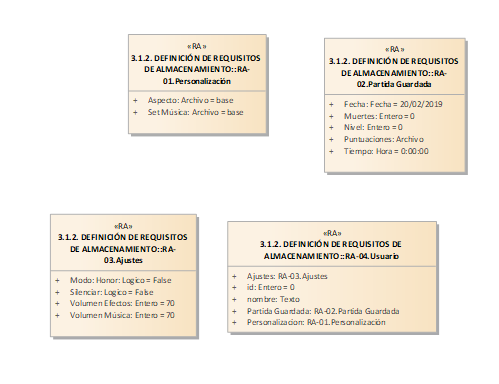 «RA»
3.1.2. DEFINICIÓN DE REQUISITOS
DE ALMACENAMIENTO::RA-
01.Personalización
+ Aspecto: Archivo = base
+ Set Música: Archivo = base
«RA»
3.1.2. DEFINICIÓN DE REQUISITOS
DE ALMACENAMIENTO::RA-
02.Partida Guardada
+ Fecha: Fecha = 20/02/2019
+ Muertes: Entero = 0
+ Nivel: Entero = 0
+ Puntuaciones: Archivo
+ Tiempo: Hora = 0:00:00
«RA»
3.1.2. DEFINICIÓN DE REQUISITOS
DE ALMACENAMIENTO::RA-
03.Ajustes
+ Modo: Honor: Logico = False
+ Silenciar: Logico = False
+ Volumen Efectos: Entero = 70
+ Volumen Música: Entero = 70
«RA»
3.1.2. DEFINICIÓN DE REQUISITOS DE
ALMACENAMIENTO::RA-04.Usuario
+ Ajustes: RA-03.Ajustes
+ id: Entero = 0
+ nombre: Texto
+ Partida Guardada: RA-02.Partida Guardada
+ Personalizacion: RA-01.Personalización